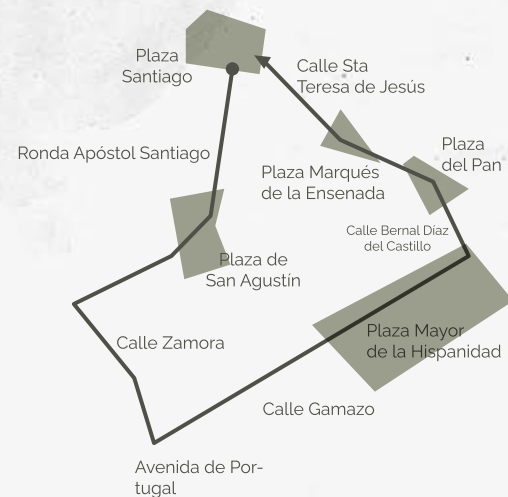 Plaza
Santiago
Calle Sta
Teresa de Jesús
Ronda Apóstol Santiago
Plaza Marqués
de la Ensenada
Plaza
del Pan
Calle Bernal Díaz
del Castillo
Plaza de
San Agustín
Plaza Mayor
de la Hispanidad
Calle Zamora
Calle Gamazo
Avenida de Por-
tugal